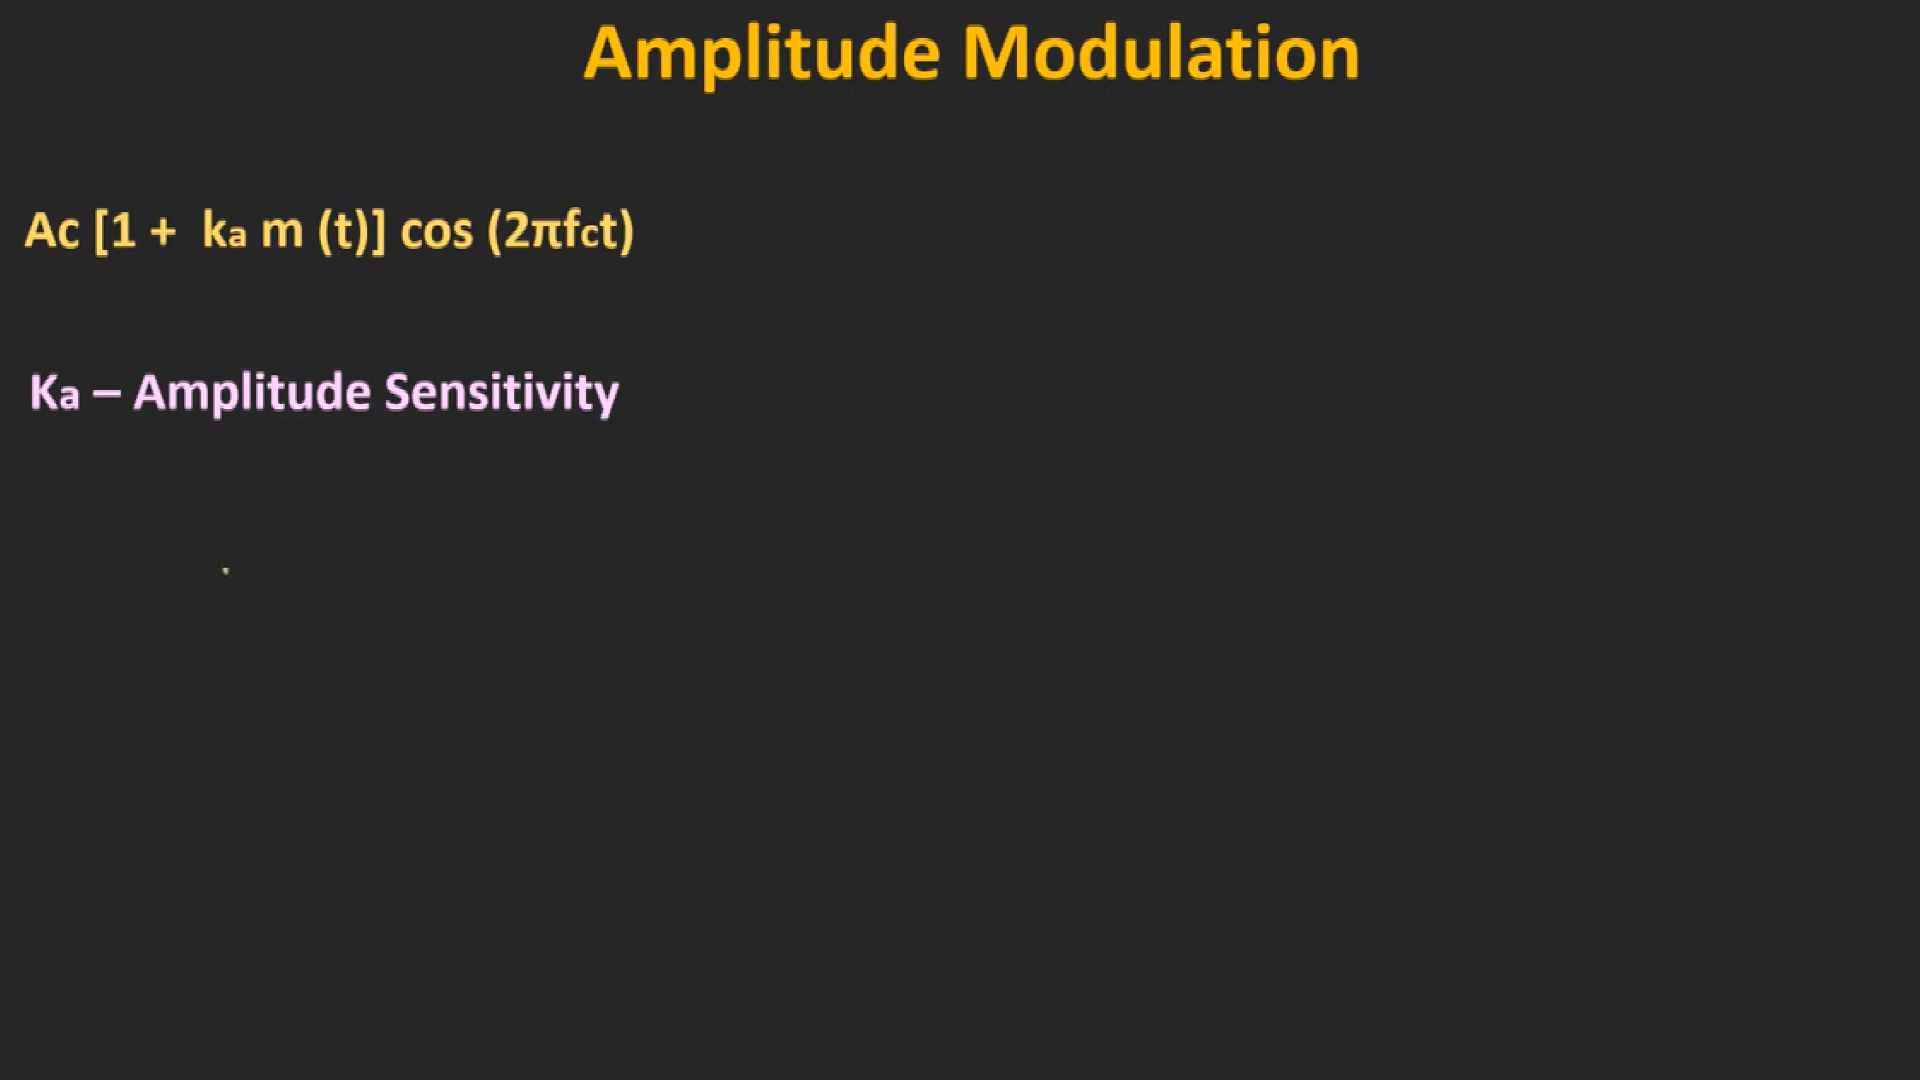 Amplitude Modulation
Ac [1 + ka m (t)] cos (2πfct)
Ka – Amplitude Sensitivity